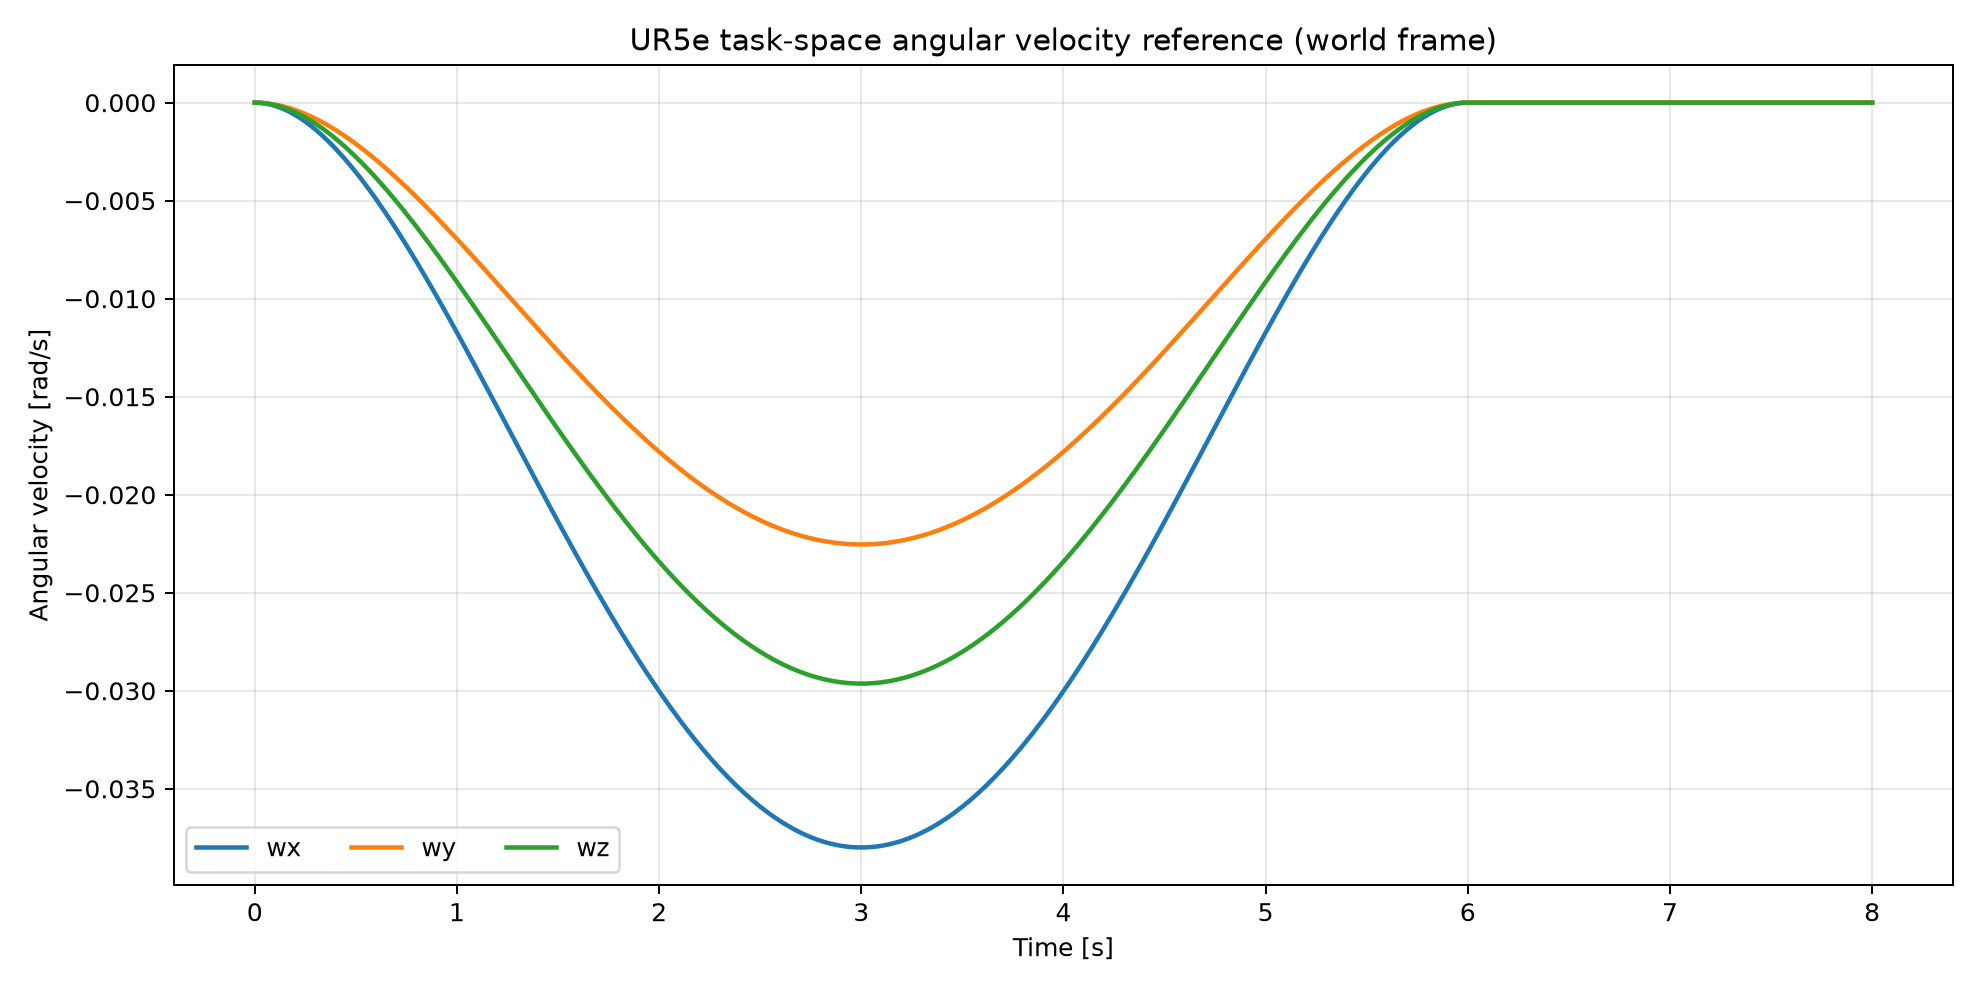 UR5e task-space angular velocity reference (world frame)
0.000
−0.005
−0.010
−0.015
−0.020
−0.025
−0.030
−0.035
Angular velocity [rad/s]
wx wy wz
0 1 2 3 4 5 6 7 8
Time [s]